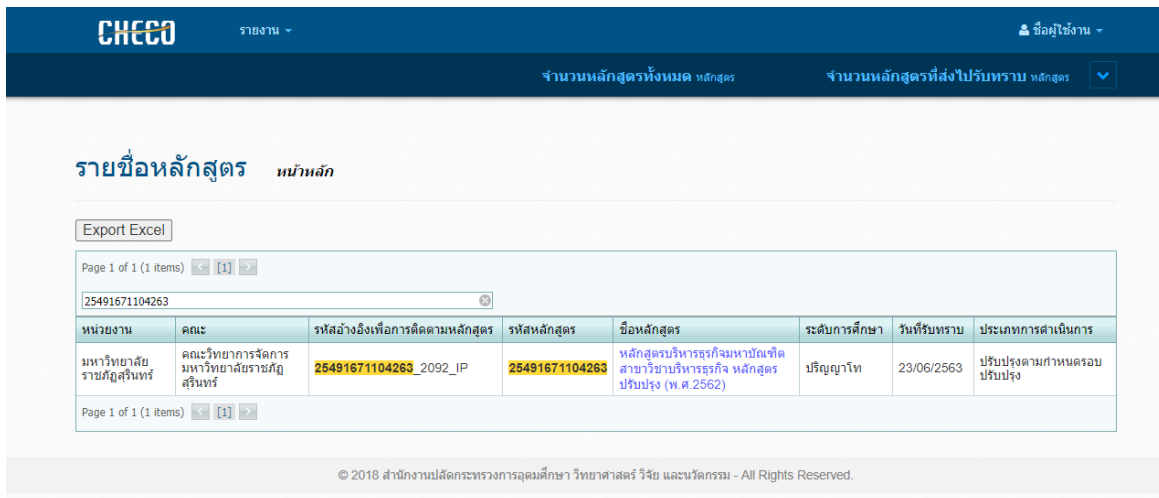 CHECO รายงาน ชื่อผู้ใช้งาน
จำนวนหลักสูตรทั้งหมด หลักสูตร จำนวนหลักสูตรที่ส่งไปรับทราบ หลักสูตร
รายชื่อหลักสูตร หน้าหลัก
Export Excel
Page 1 of 1 (1 items) < [1] >
25491671104263
หน่วยงาน คณะ รหัสอ้างอิงเพื่อการติดตามหลักสูตร รหัสหลักสูตร ชื่อหลักสูตร ระดับการศึกษา วันที่รับทราบ ประเภทการดำเนินการ
มหาวิทยาลัย
ราชภัฏสุรินทร์
คณะวิทยาการจัดการ
มหาวิทยาลัยราชภัฏ
สุรินทร์
25491671104263_2092_IP
25491671104263
หลักสูตรบริหารธุรกิจมหาบัณฑิต
สาขาวิชาบริหารธุรกิจ หลักสูตร
ปรับปรุง (พ.ศ.2562)
ปริญญาโท
23/06/2563
ปรับปรุงตามกำหนดรอบ
ปรับปรุง
Page 1 of 1 (1 items) < [1] >
© 2018 สำนักงานปลัดกระทรวงการอุดมศึกษา วิทยาศาสตร์ วิจัย และนวัตกรรม - All Rights Reserved.